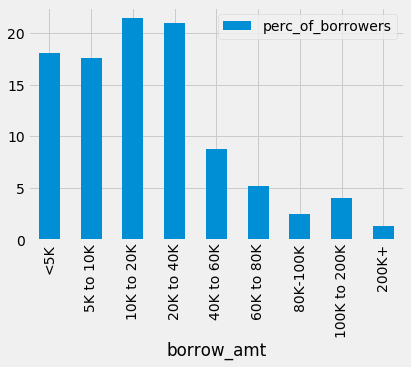 perc_of_borrowers
20
15
10
5
0
<5K
5K to 10K
10K to 20K
20K to 40K
40K to 60K
60K to 80K
80K-100K
100K to 200K
200K+
borrow_amt